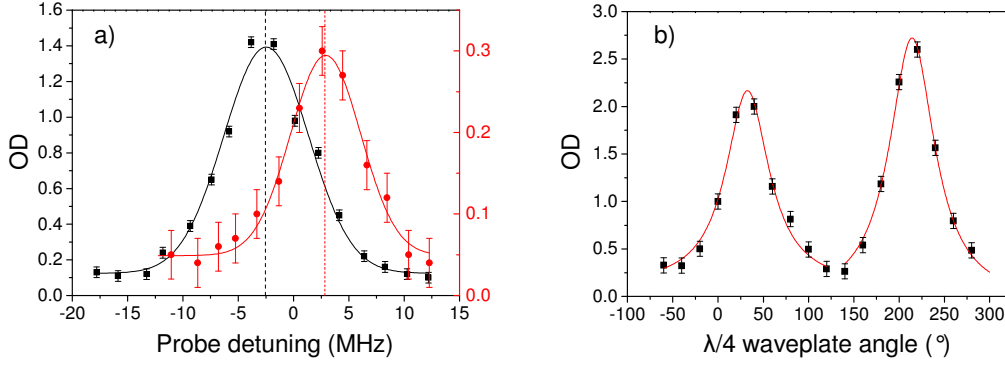 a)
1.6
1.4
1.2
1.0
0.8
0.6
0.4
0.2
0.0
OD
0.3
0.2
0.1
0.0
-20 -15 -10 -5 0 5 10 15
Probe detuning (MHz)
b)
3.0
2.5
2.0
1.5
1.0
0.5
0.0
OD
-100 -50 0 50 100 150 200 250 300
λ/4 waveplate angle (°)